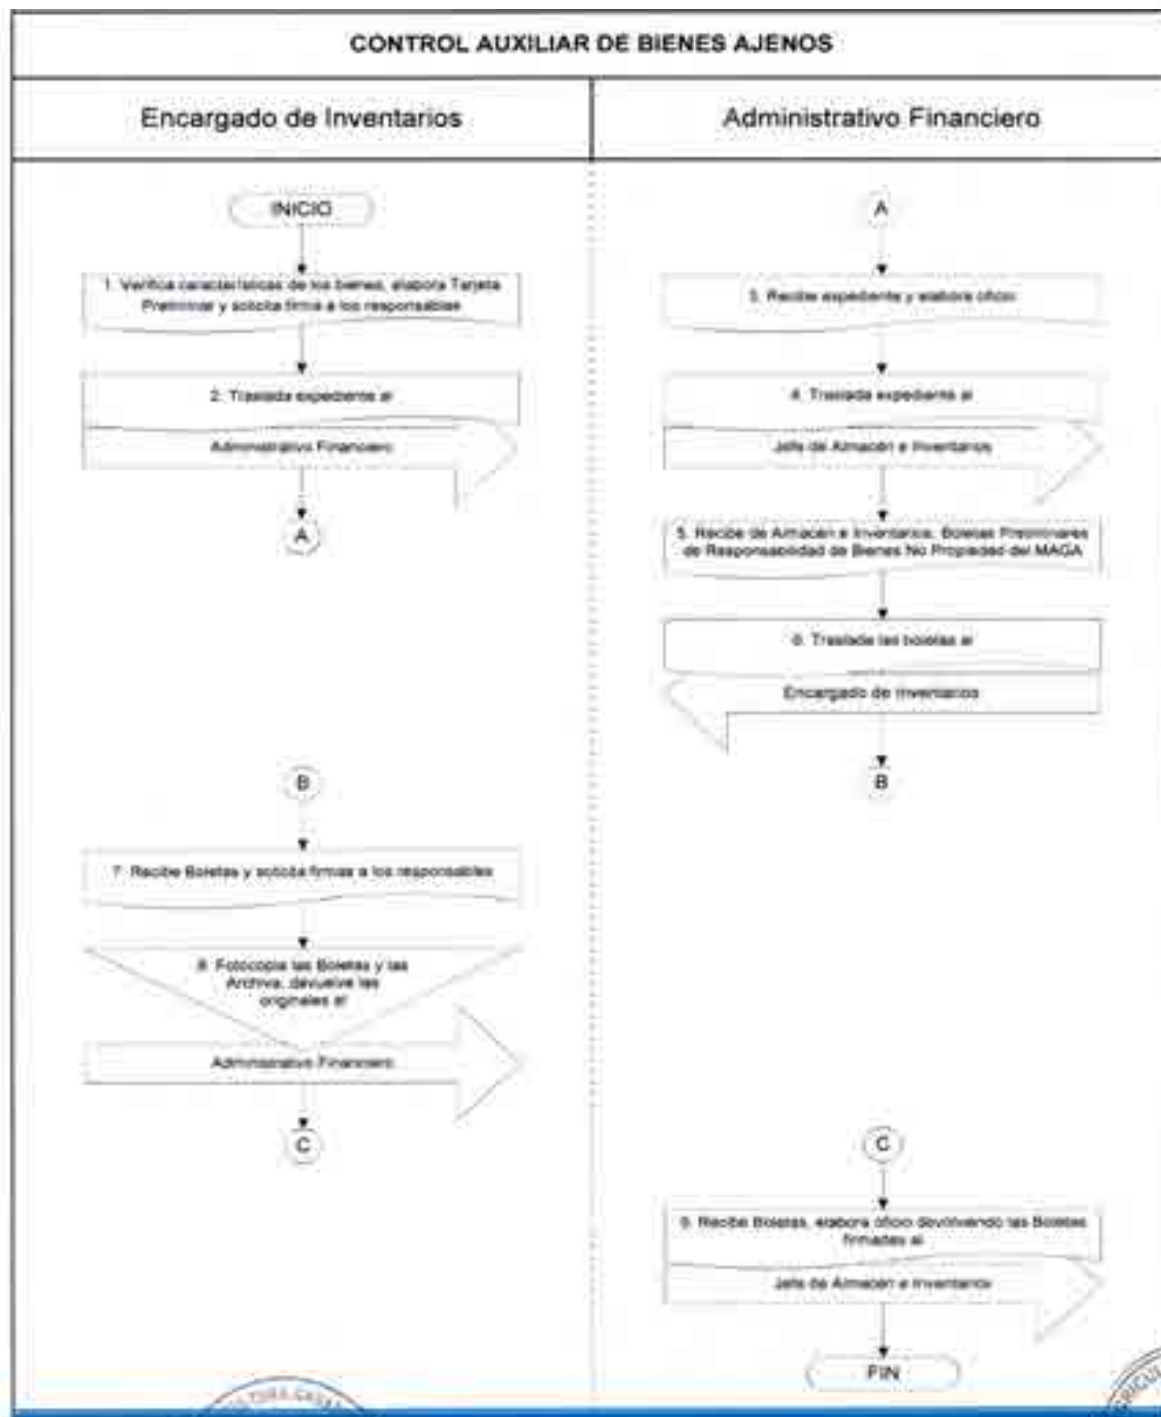 CONTROL AUXILIAR DE BIENES AJENOS
Encargado de Inventarios
Administrativo Financiero
INICIO
1. Verifica características de los bienes, elabora Tarjeta
Preliminar y solicita firma a los responsables
2. Traslada expediente al
Administrativo Financiero
A
A
3. Recibe expediente y elabora oficio
4. Traslada expediente al
Jefe de Almacén e Inventarios
5. Recibe de Almacén e Inventarios, Boletas Preliminares
de Responsabilidad de Bienes No Propiedad del MAGA
6. Traslada las boletas al
Encargado de Inventarios
B
B
7. Recibe Boletas y solicita firmas a los responsables
8. Fotocopia las Boletas y las
Archiva, devuelve las
originales al
Administrativo Financiero
C
C
9. Recibe Boletas, elabora oficio devolviendo las Boletas
firmadas al
Jefe de Almacén e Inventarios
FIN